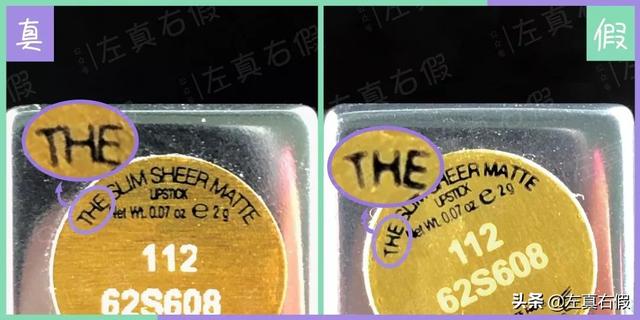 真
假
左真右假
左真右假
THE
THE SLIM SHEER MATTE
LIPSTICK
Net Wt. 0.07 oz e 2 g
112
62S608
THE
THE SLIM SHEER MATTE
LIPSTICK
Net Wt. 0.07 oz e 2 g
112
62S608
头条 @左真右假